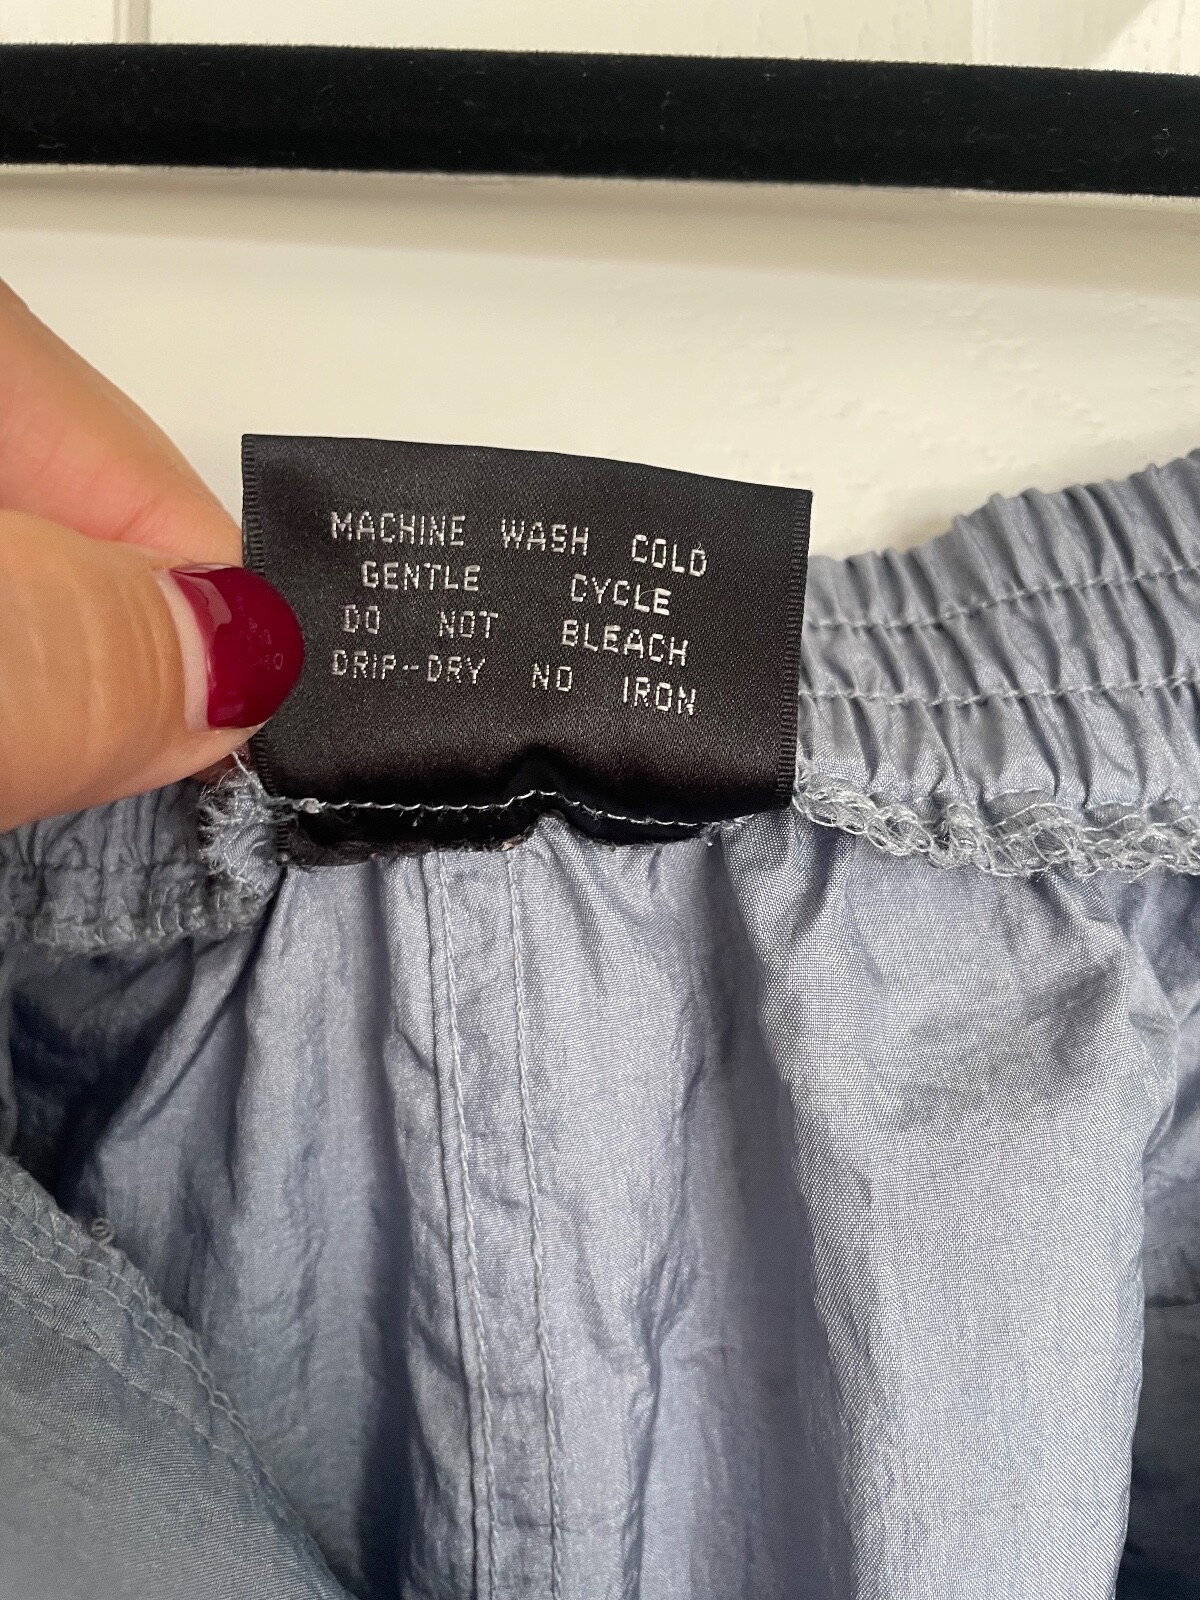 MACHINE WASH COLD
GENTLE CYCLE
DO NOT BLEACH
DRIP-DRY NO IRON